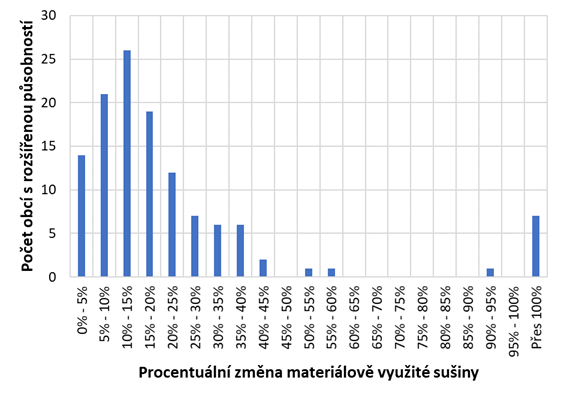 Počet obcí s rozšířenou působností
30
25
20
15
10
5
0
0% - 5%
5% - 10%
10% - 15%
15% - 20%
20% - 25%
25% - 30%
30% - 35%
35% - 40%
40% - 45%
45% - 50%
50% - 55%
55% - 60%
60% - 65%
65% - 70%
70% - 75%
75% - 80%
80% - 85%
85% - 90%
90% - 95%
95% - 100%
Přes 100%
Procentuální změna materiálově využité sušiny